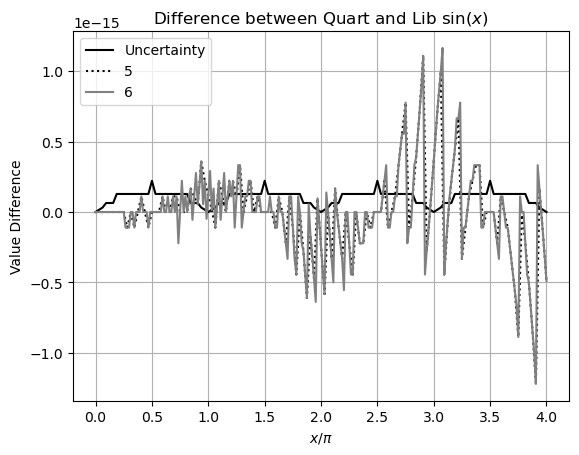 Difference between Quart and Lib sin(x)
1e−15
Uncertainty
5
6
1.0
0.5
0.0
−0.5
−1.0
Value Difference
0.0 0.5 1.0 1.5 2.0 2.5 3.0 3.5 4.0
x/π